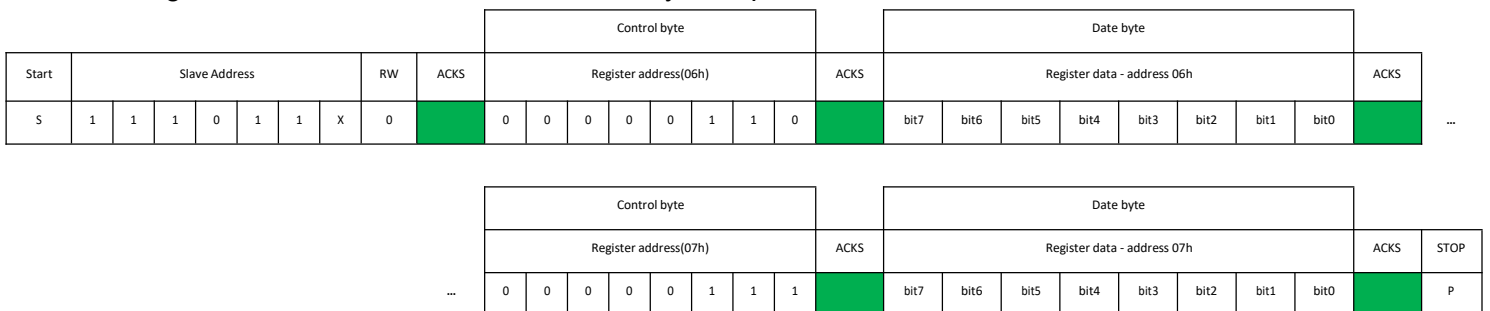 Control byte Date byte
Start Slave Address RW ACKS Register address(06h) ACKS Register data - address 06h ACKS
S 1 1 1 0 1 1 X 0 0 0 0 0 0 1 1 0 bit7 bit6 bit5 bit4 bit3 bit2 bit1 bit0 ...
Control byte Date byte
Register address(07h) ACKS Register data - address 07h ACKS STOP
... 0 0 0 0 0 1 1 1 bit7 bit6 bit5 bit4 bit3 bit2 bit1 bit0 P